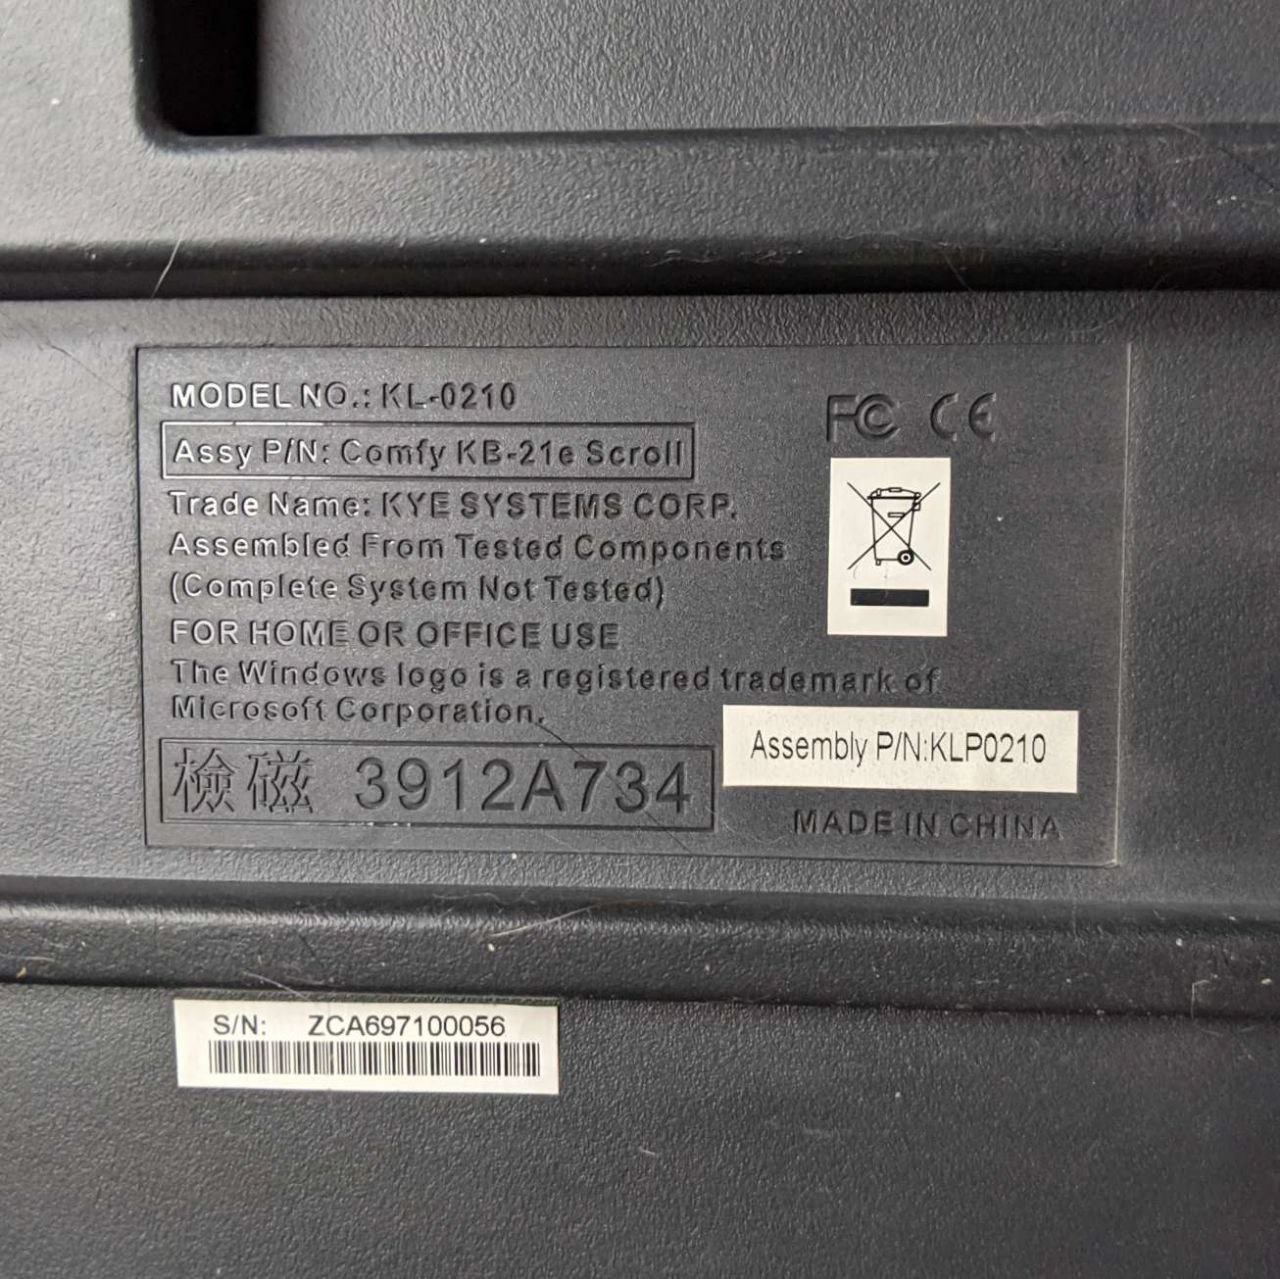 MODEL NO.: KL-0210
Assy P/N: Comfy KB-21e Scroll
Trade Name: KYE SYSTEMS CORP.
Assembled From Tested Components
(Complete System Not Tested)
FOR HOME OR OFFICE USE
The Windows logo is a registered trademark of
Microsoft Corporation.
檢磁 3912A734
FC CE
Assembly P/N:KLP0210
MADE IN CHINA
S/N: ZCA697100056